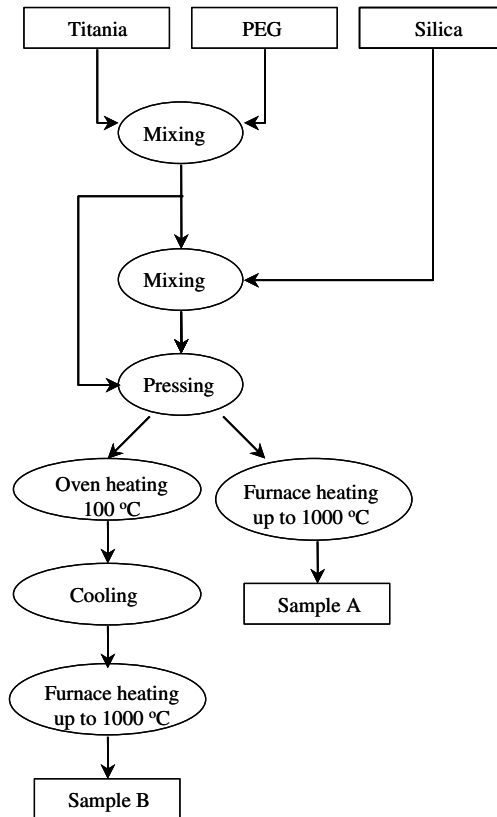 Titania
PEG
Silica
Mixing
Mixing
Pressing
Oven heating
100 ºC
Furnace heating
up to 1000 ºC
Cooling
Sample A
Furnace heating
up to 1000 ºC
Sample B